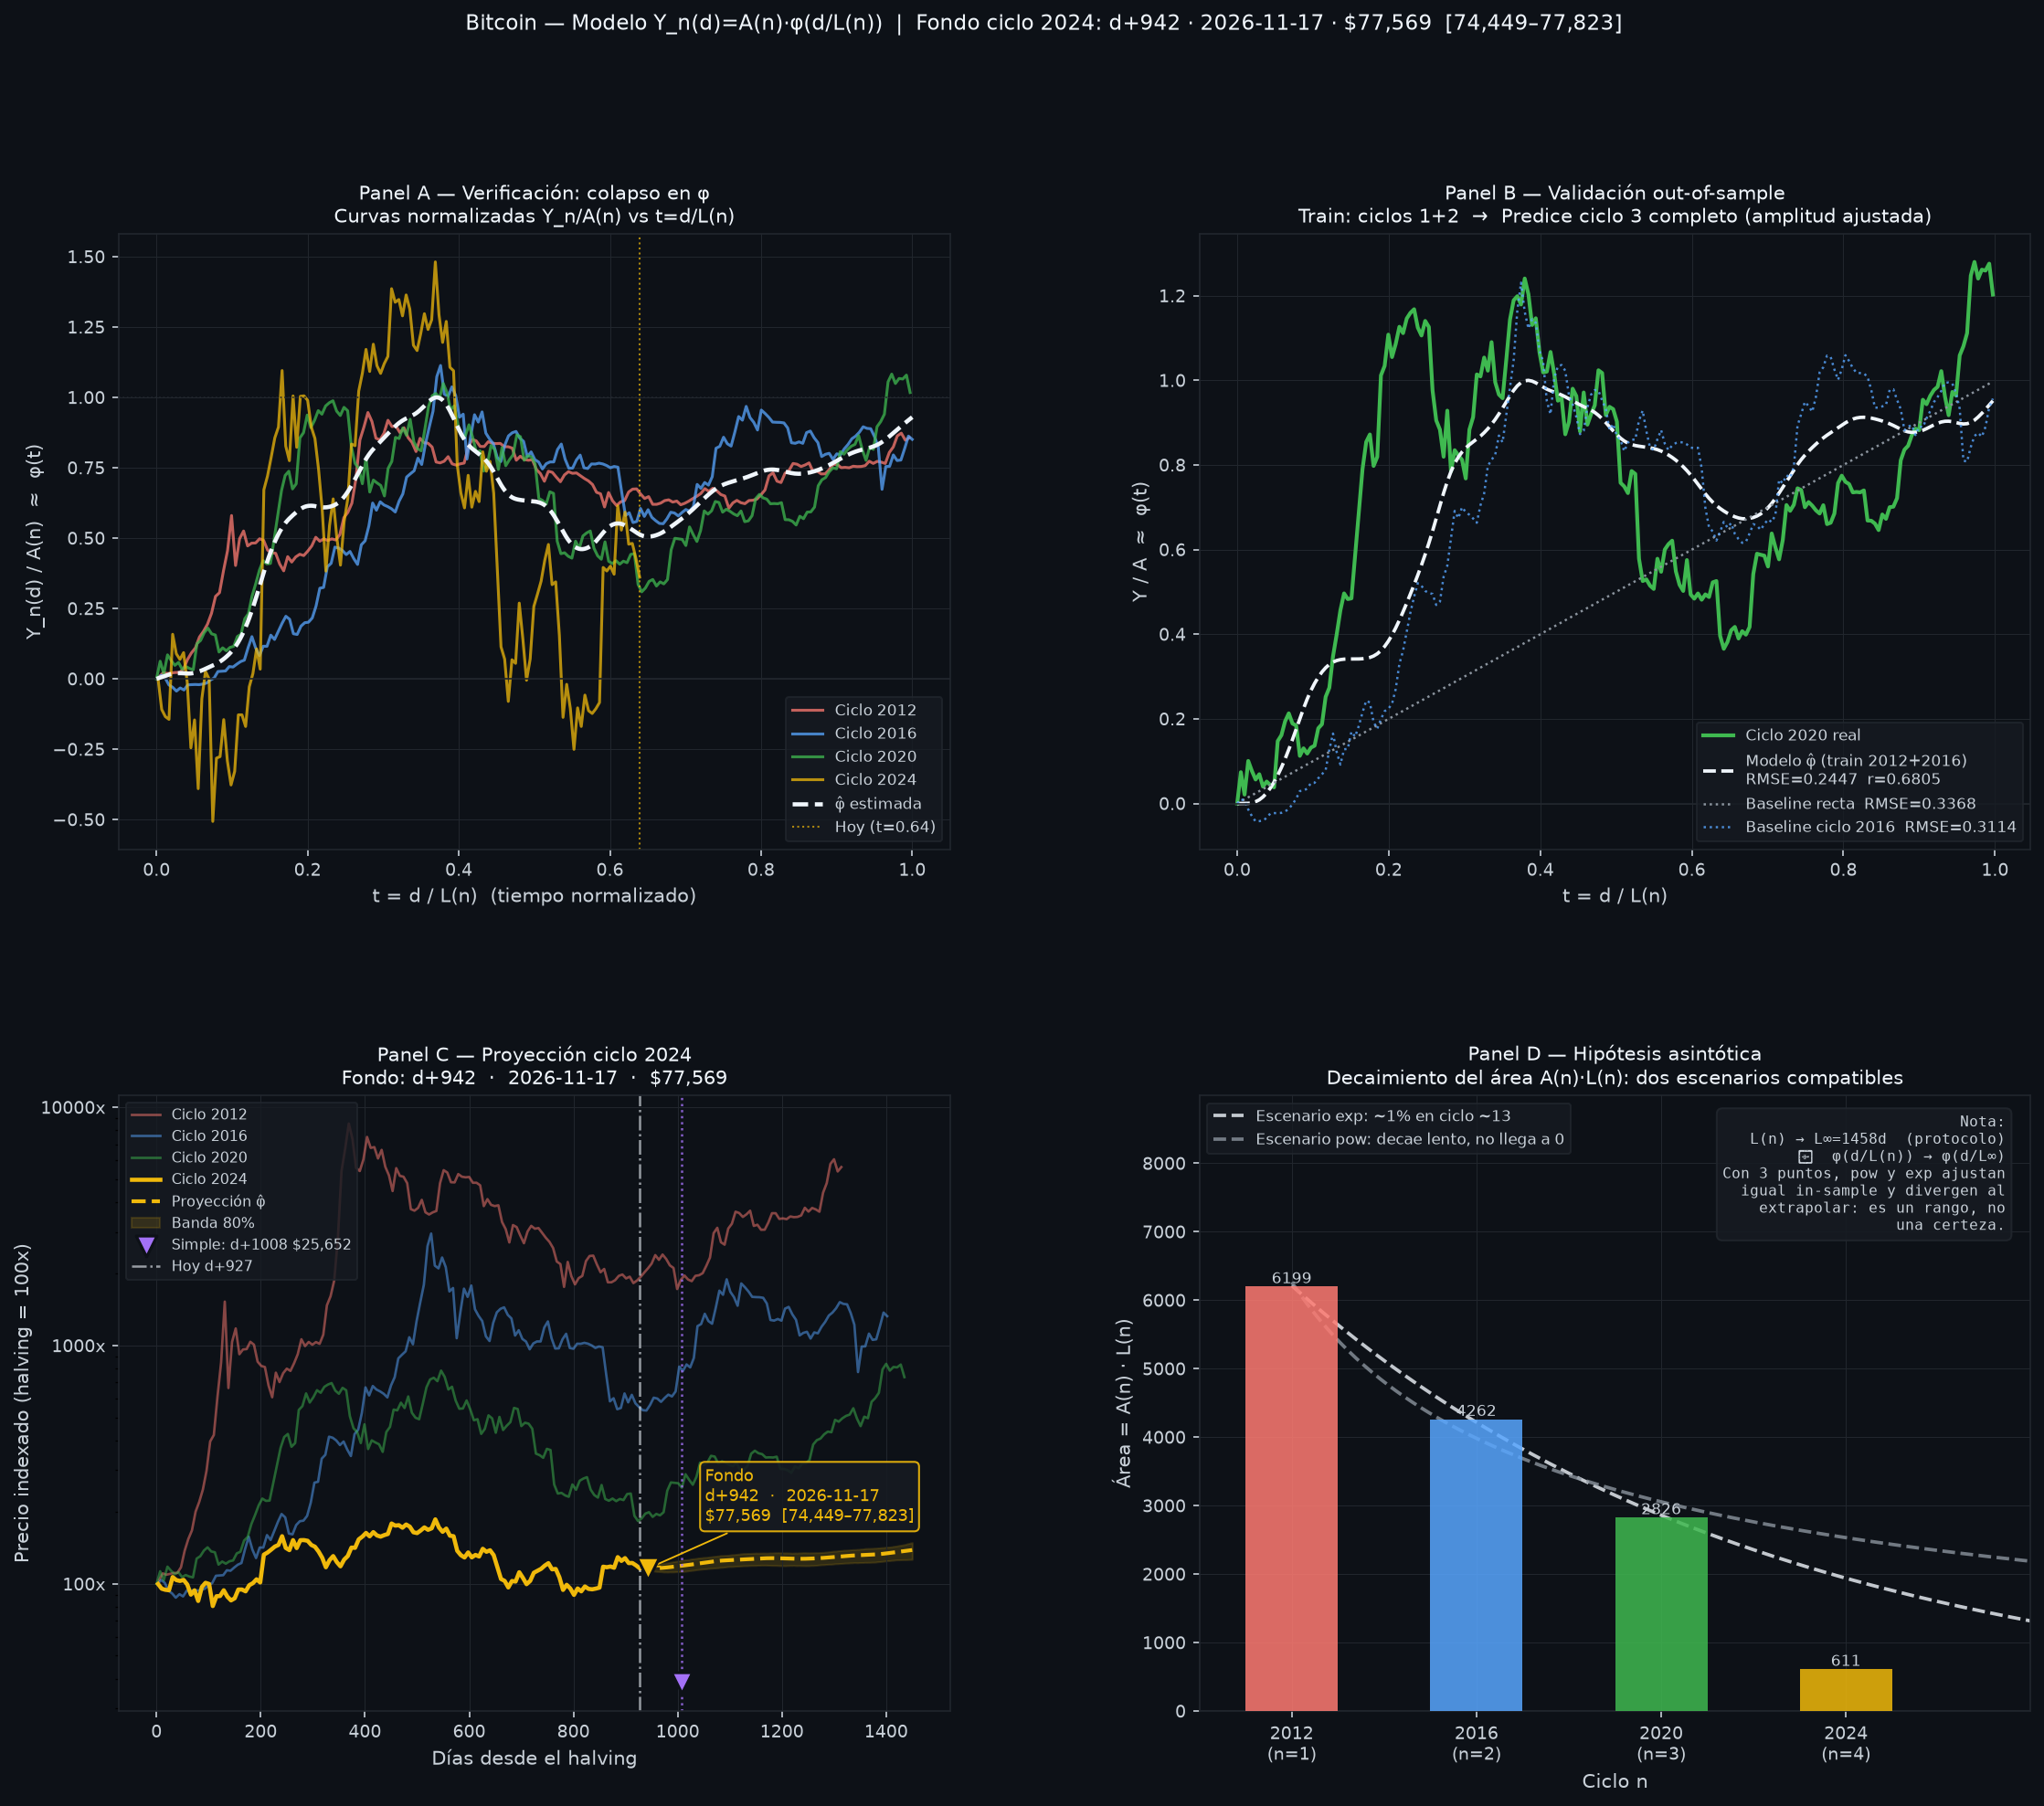 Bitcoin — Modelo Y_n(d)=A(n)·φ(d/L(n))  |  Fondo ciclo 2024: d+942 · 2026-11-17 · $77,569  [74,449–77,823]
Panel A — Verificación: colapso en φ
Curvas normalizadas Y_n/A(n) vs t=d/L(n)
Y_n(d) / A(n)  ≈  φ(t)
1.50
1.25
1.00
0.75
0.50
0.25
0.00
−0.25
−0.50
Ciclo 2012
Ciclo 2016
Ciclo 2020
Ciclo 2024
φ̂ estimada
Hoy (t=0.64)
0.0 0.2 0.4 0.6 0.8 1.0
t = d / L(n)  (tiempo normalizado)
Panel B — Validación out-of-sample
Train: ciclos 1+2  →  Predice ciclo 3 completo (amplitud ajustada)
Y / A  ≈  φ(t)
1.2
1.0
0.8
0.6
0.4
0.2
0.0
Ciclo 2020 real
Modelo φ̂ (train 2012+2016)
RMSE=0.2447  r=0.6805
Baseline recta  RMSE=0.3368
Baseline ciclo 2016  RMSE=0.3114
0.0 0.2 0.4 0.6 0.8 1.0
t = d / L(n)
Panel C — Proyección ciclo 2024
Fondo: d+942  ·  2026-11-17  ·  $77,569
Precio indexado (halving = 100x)
10000x
1000x
100x
Ciclo 2012
Ciclo 2016
Ciclo 2020
Ciclo 2024
Proyección φ̂
Banda 80%
Simple: d+1008 $25,652
Hoy d+927
Fondo
d+942  ·  2026-11-17
$77,569  [74,449–77,823]
0 200 400 600 800 1000 1200 1400
Días desde el halving
Panel D — Hipótesis asintótica
Decaimiento del área A(n)·L(n): dos escenarios compatibles
Área = A(n) · L(n)
8000
7000
6000
5000
4000
3000
2000
1000
0
Escenario exp: ~1% en ciclo ~13
Escenario pow: decae lento, no llega a 0
Nota:
L(n) → L∞=1458d  (protocolo)
φ(d/L(n)) → φ(d/L∞)
Con 3 puntos, pow y exp ajustan
igual in-sample y divergen al
extrapolar: es un rango, no
una certeza.
6199
4262
2826
611
2012 2016 2020 2024
(n=1) (n=2) (n=3) (n=4)
Ciclo n